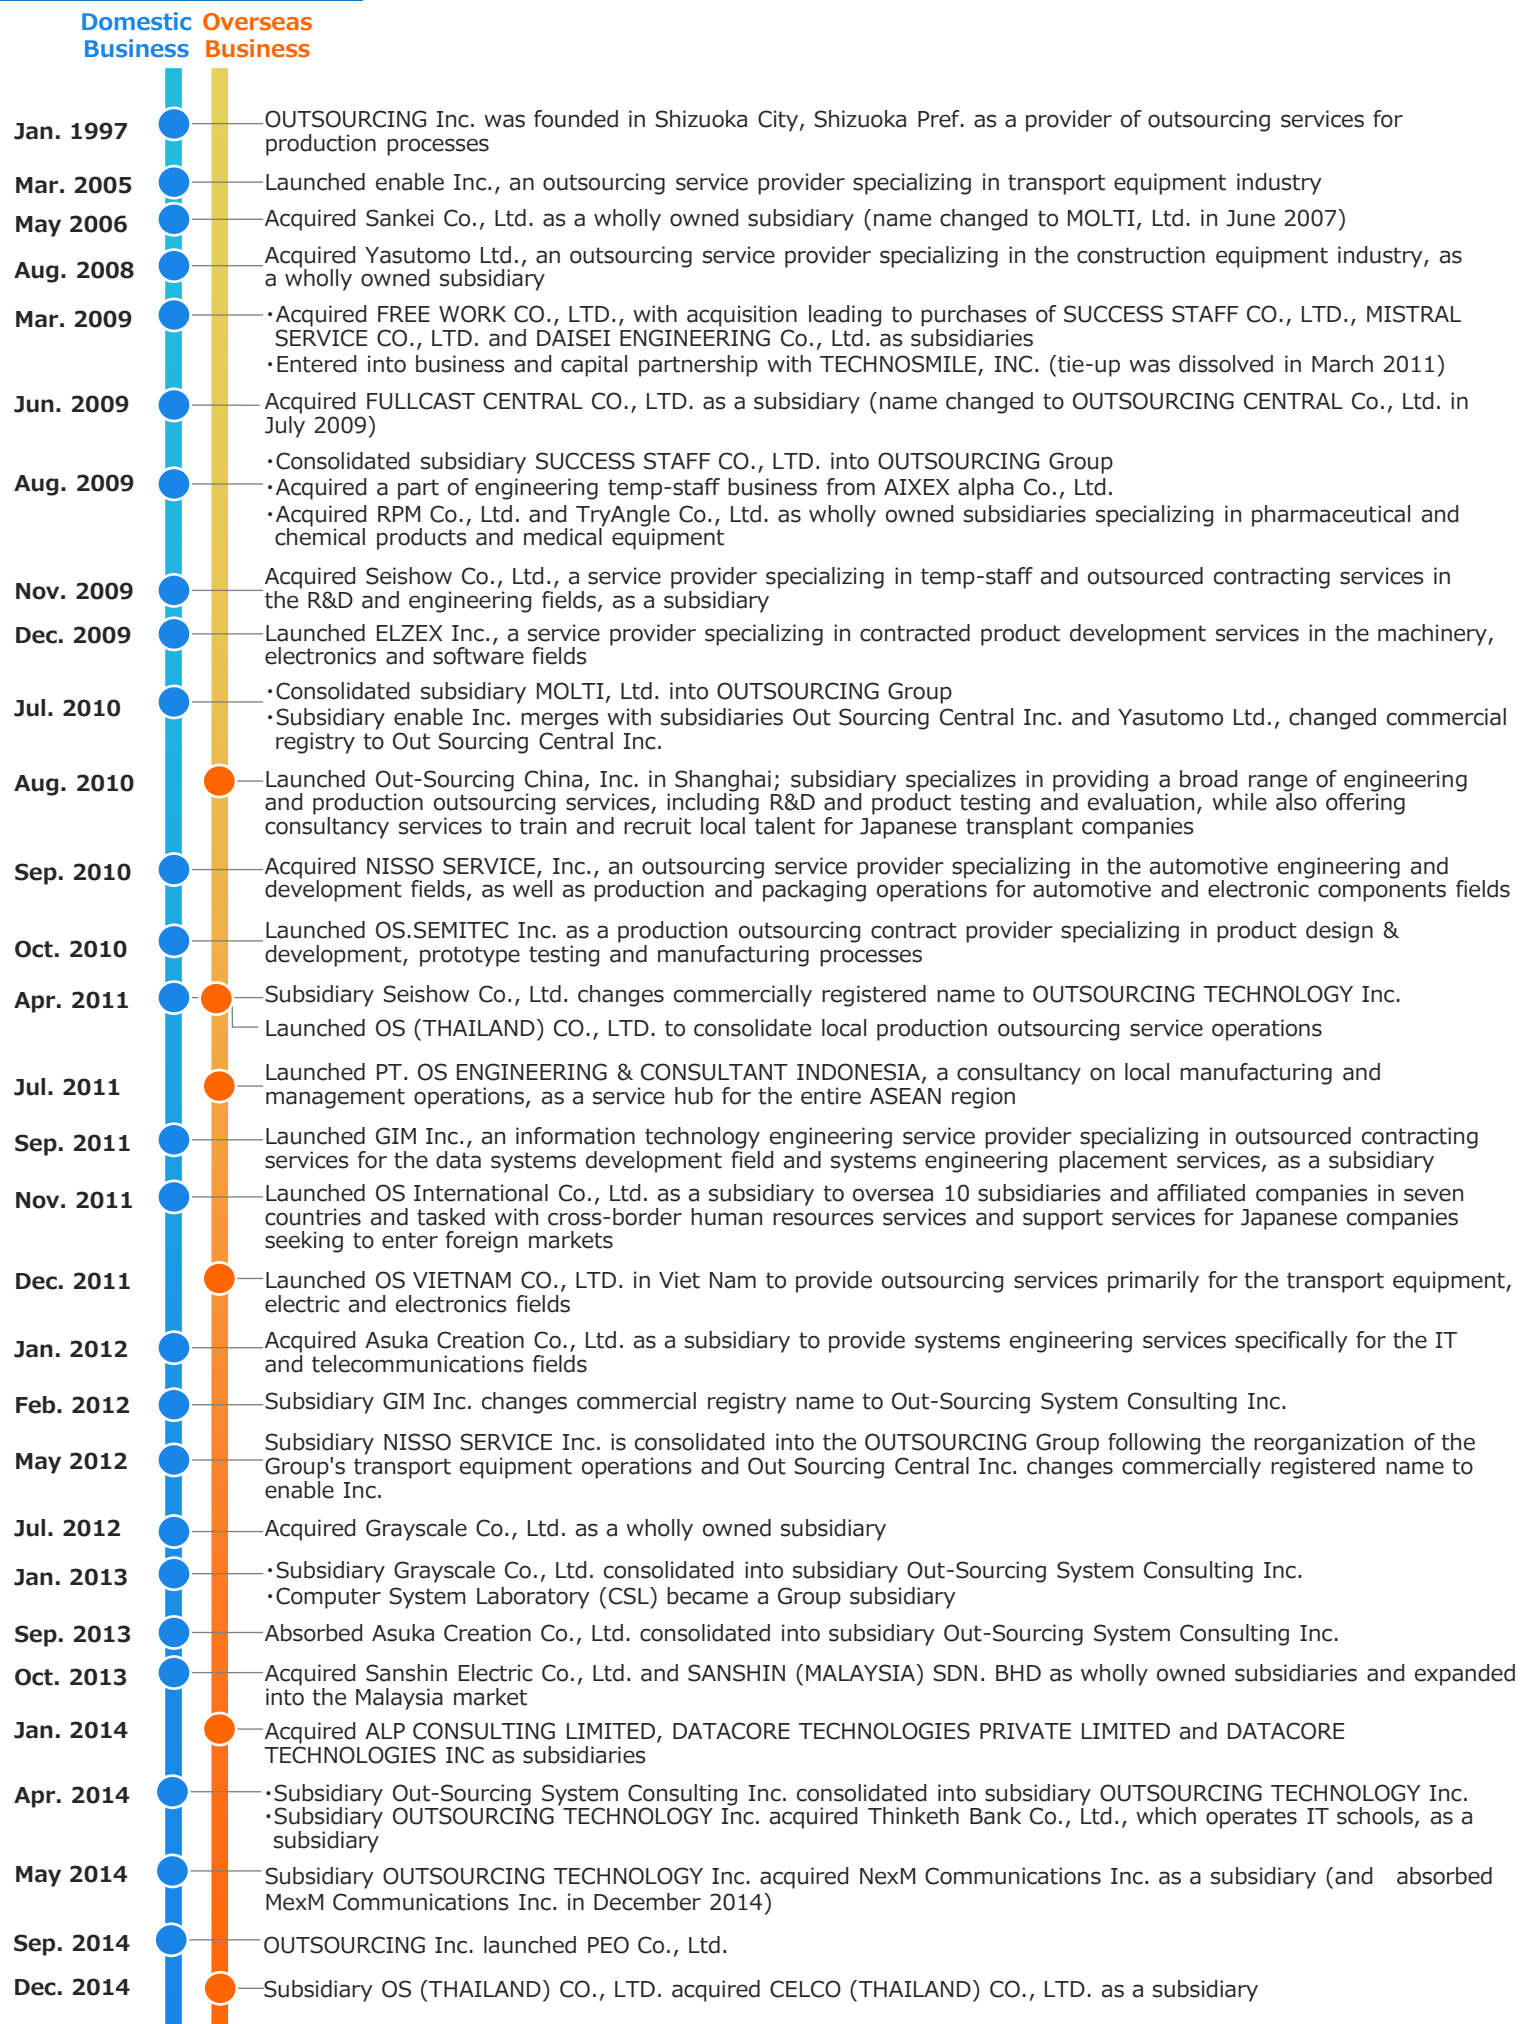 Domestic Overseas
Business Business
Jan. 1997
OUTSOURCING Inc. was founded in Shizuoka City, Shizuoka Pref. as a provider of outsourcing services for
production processes
Mar. 2005
Launched enable Inc., an outsourcing service provider specializing in transport equipment industry
May 2006
Acquired Sankei Co., Ltd. as a wholly owned subsidiary (name changed to MOLTI, Ltd. in June 2007)
Aug. 2008
Acquired Yasutomo Ltd., an outsourcing service provider specializing in the construction equipment industry, as
a wholly owned subsidiary
Mar. 2009
・Acquired FREE WORK CO., LTD., with acquisition leading to purchases of SUCCESS STAFF CO., LTD., MISTRAL
SERVICE CO., LTD. and DAISEI ENGINEERING Co., Ltd. as subsidiaries
・Entered into business and capital partnership with TECHNOSMILE, INC. (tie-up was dissolved in March 2011)
Jun. 2009
Acquired FULLCAST CENTRAL CO., LTD. as a subsidiary (name changed to OUTSOURCING CENTRAL Co., Ltd. in
July 2009)
Aug. 2009
・Consolidated subsidiary SUCCESS STAFF CO., LTD. into OUTSOURCING Group
・Acquired a part of engineering temp-staff business from AIXEX alpha Co., Ltd.
・Acquired RPM Co., Ltd. and TryAngle Co., Ltd. as wholly owned subsidiaries specializing in pharmaceutical and
chemical products and medical equipment
Nov. 2009
Acquired Seishow Co., Ltd., a service provider specializing in temp-staff and outsourced contracting services in
the R&D and engineering fields, as a subsidiary
Dec. 2009
Launched ELZEX Inc., a service provider specializing in contracted product development services in the machinery,
electronics and software fields
Jul. 2010
・Consolidated subsidiary MOLTI, Ltd. into OUTSOURCING Group
・Subsidiary enable Inc. merges with subsidiaries Out Sourcing Central Inc. and Yasutomo Ltd., changed commercial
registry to Out Sourcing Central Inc.
Aug. 2010
Launched Out-Sourcing China, Inc. in Shanghai; subsidiary specializes in providing a broad range of engineering
and production outsourcing services, including R&D and product testing and evaluation, while also offering
consultancy services to train and recruit local talent for Japanese transplant companies
Sep. 2010
Acquired NISSO SERVICE, Inc., an outsourcing service provider specializing in the automotive engineering and
development fields, as well as production and packaging operations for automotive and electronic components fields
Oct. 2010
Launched OS.SEMITEC Inc. as a production outsourcing contract provider specializing in product design &
development, prototype testing and manufacturing processes
Apr. 2011
Subsidiary Seishow Co., Ltd. changes commercially registered name to OUTSOURCING TECHNOLOGY Inc.
Launched OS (THAILAND) CO., LTD. to consolidate local production outsourcing service operations
Jul. 2011
Launched PT. OS ENGINEERING & CONSULTANT INDONESIA, a consultancy on local manufacturing and
management operations, as a service hub for the entire ASEAN region
Sep. 2011
Launched GIM Inc., an information technology engineering service provider specializing in outsourced contracting
services for the data systems development field and systems engineering placement services, as a subsidiary
Nov. 2011
Launched OS International Co., Ltd. as a subsidiary to oversea 10 subsidiaries and affiliated companies in seven
countries and tasked with cross-border human resources services and support services for Japanese companies
seeking to enter foreign markets
Dec. 2011
Launched OS VIETNAM CO., LTD. in Viet Nam to provide outsourcing services primarily for the transport equipment,
electric and electronics fields
Jan. 2012
Acquired Asuka Creation Co., Ltd. as a subsidiary to provide systems engineering services specifically for the IT
and telecommunications fields
Feb. 2012
Subsidiary GIM Inc. changes commercial registry name to Out-Sourcing System Consulting Inc.
May 2012
Subsidiary NISSO SERVICE Inc. is consolidated into the OUTSOURCING Group following the reorganization of the
Group's transport equipment operations and Out Sourcing Central Inc. changes commercially registered name to
enable Inc.
Jul. 2012
Acquired Grayscale Co., Ltd. as a wholly owned subsidiary
Jan. 2013
・Subsidiary Grayscale Co., Ltd. consolidated into subsidiary Out-Sourcing System Consulting Inc.
・Computer System Laboratory (CSL) became a Group subsidiary
Sep. 2013
Absorbed Asuka Creation Co., Ltd. consolidated into subsidiary Out-Sourcing System Consulting Inc.
Oct. 2013
Acquired Sanshin Electric Co., Ltd. and SANSHIN (MALAYSIA) SDN. BHD as wholly owned subsidiaries and expanded
into the Malaysia market
Jan. 2014
Acquired ALP CONSULTING LIMITED, DATACORE TECHNOLOGIES PRIVATE LIMITED and DATACORE
TECHNOLOGIES INC as subsidiaries
Apr. 2014
・Subsidiary Out-Sourcing System Consulting Inc. consolidated into subsidiary OUTSOURCING TECHNOLOGY Inc.
・Subsidiary OUTSOURCING TECHNOLOGY Inc. acquired Thinketh Bank Co., Ltd., which operates IT schools, as a
subsidiary
May 2014
Subsidiary OUTSOURCING TECHNOLOGY Inc. acquired NexM Communications Inc. as a subsidiary (and absorbed
MexM Communications Inc. in December 2014)
Sep. 2014
OUTSOURCING Inc. launched PEO Co., Ltd.
Dec. 2014
Subsidiary OS (THAILAND) CO., LTD. acquired CELCO (THAILAND) CO., LTD. as a subsidiary